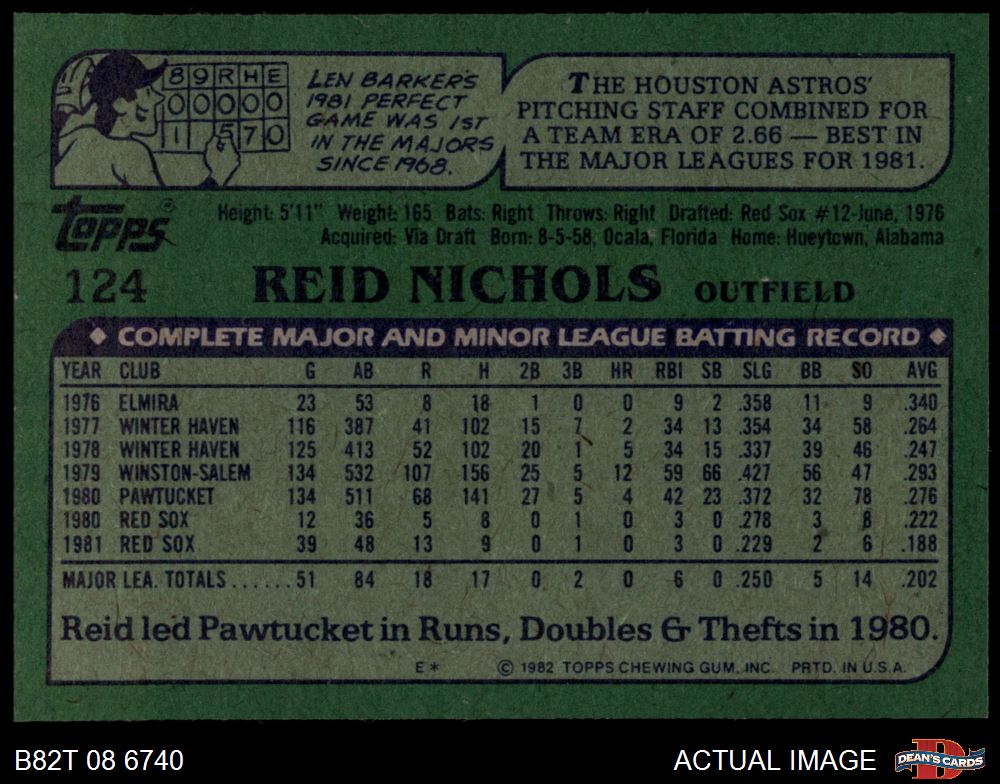 8 9 R H E
0 0 0 0 0
1 5 7 0
LEN BARKER'S
1981 PERFECT
GAME WAS 1ST
IN THE MAJORS
SINCE 1968.
THE HOUSTON ASTROS'
PITCHING STAFF COMBINED FOR
A TEAM ERA OF 2.66 — BEST IN
THE MAJOR LEAGUES FOR 1981.
topps®
Height: 5'11" Weight: 165 Bats: Right Throws: Right Drafted: Red Sox #12-June, 1976
Acquired: Via Draft Born: 8-5-58, Ocala, Florida Home: Hueytown, Alabama
124 REID NICHOLS OUTFIELD
◆ COMPLETE MAJOR AND MINOR LEAGUE BATTING RECORD ◆
YEAR CLUB G AB R H 2B 3B HR RBI SB SLG BB SO AVG
1976 ELMIRA 23 53 8 18 1 0 0 9 2 .358 11 9 .340
1977 WINTER HAVEN 116 387 41 102 15 7 2 34 13 .354 34 58 .264
1978 WINTER HAVEN 125 413 52 102 20 1 5 34 15 .337 39 46 .247
1979 WINSTON-SALEM 134 532 107 156 25 5 12 59 66 .427 56 47 .293
1980 PAWTUCKET 134 511 68 141 27 5 4 42 23 .372 32 78 .276
1980 RED SOX 12 36 5 8 0 1 0 3 0 .278 3 8 .222
1981 RED SOX 39 48 13 9 0 1 0 3 0 .229 2 6 .188
MAJOR LEA. TOTALS......51 84 18 17 0 2 0 6 0 .250 5 14 .202
Reid led Pawtucket in Runs, Doubles & Thefts in 1980.
E* © 1982 TOPPS CHEWING GUM, INC. PRTD. IN U.S.A.
B82T 08 6740
ACTUAL IMAGE
DEAN'S CARDS